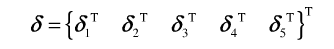 δ = {δ₁ᵀ δ₂ᵀ δ₃ᵀ δ₄ᵀ δ₅ᵀ}ᵀ